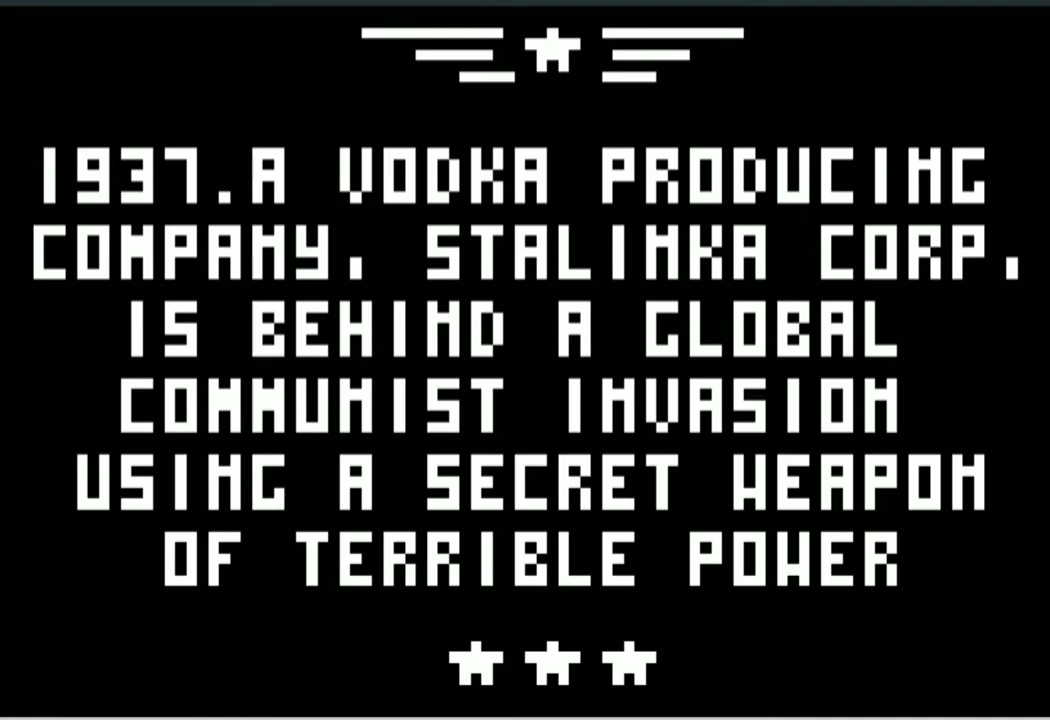 1937.A VODKA PRODUCING
COMPANY. STALINKA CORP.
IS BEHIND A GLOBAL
COMMUNIST INVASION
USING A SECRET WEAPON
OF TERRIBLE POWER